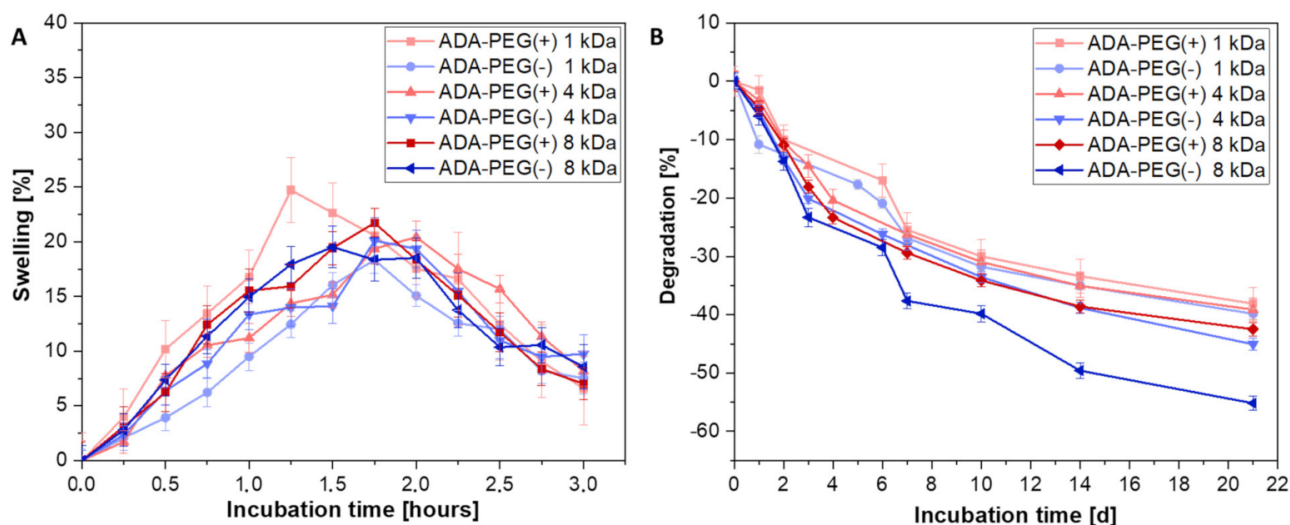 A
Swelling [%]
40
35
30
25
20
15
10
5
0
0.0 0.5 1.0 1.5 2.0 2.5 3.0
Incubation time [hours]
ADA-PEG(+) 1 kDa
ADA-PEG(-) 1 kDa
ADA-PEG(+) 4 kDa
ADA-PEG(-) 4 kDa
ADA-PEG(+) 8 kDa
ADA-PEG(-) 8 kDa
B
Degradation [%]
10
0
-10
-20
-30
-40
-50
-60
0 2 4 6 8 10 12 14 16 18 20 22
Incubation time [d]
ADA-PEG(+) 1 kDa
ADA-PEG(-) 1 kDa
ADA-PEG(+) 4 kDa
ADA-PEG(-) 4 kDa
ADA-PEG(+) 8 kDa
ADA-PEG(-) 8 kDa